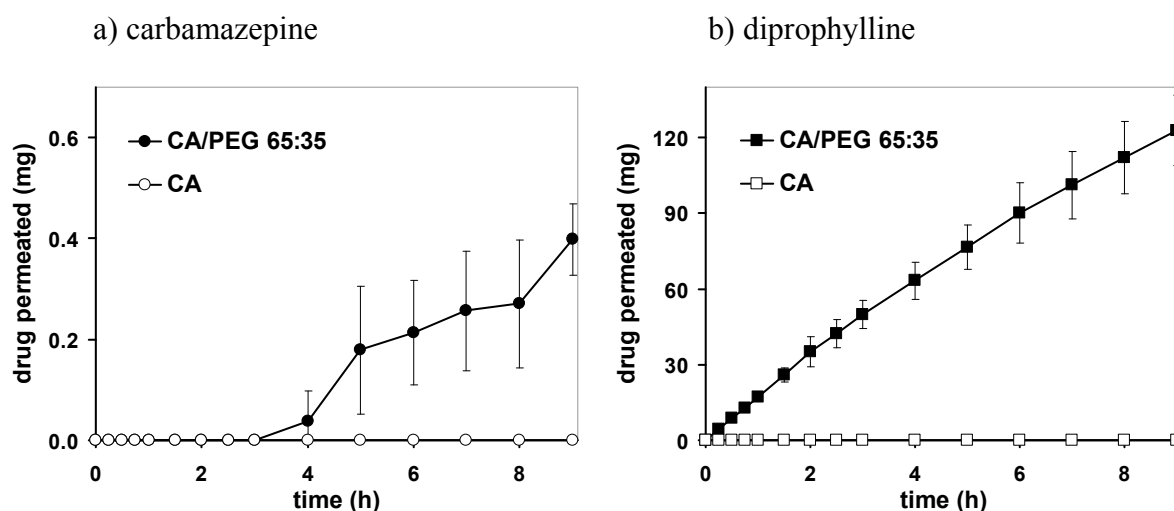 a) carbamazepine
b) diprophylline
drug permeated (mg)
0.6
0.4
0.2
0.0
CA/PEG 65:35
CA
0 2 4 6 8
time (h)
drug permeated (mg)
120
90
60
30
0
CA/PEG 65:35
CA
0 2 4 6 8
time (h)